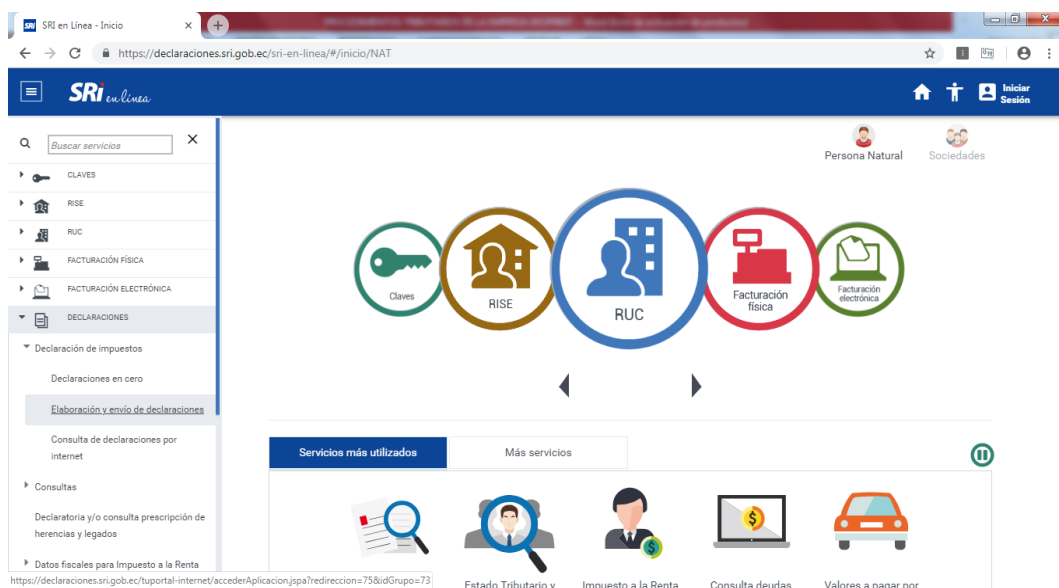 SRi SRI en Línea - Inicio
https://declaraciones.sri.gob.ec/sri-en-linea/#/inicio/NAT
SRi en línea
Iniciar
Sesión
Buscar servicios
CLAVES
RISE
RUC
FACTURACIÓN FÍSICA
FACTURACIÓN ELECTRÓNICA
DECLARACIONES
Declaración de impuestos
Declaraciones en cero
Elaboración y envío de declaraciones
Consulta de declaraciones por
internet
Consultas
Declaratoria y/o consulta prescripción de
herencias y legados
Datos fiscales para Impuesto a la Renta
https://declaraciones.sri.gob.ec/tuportal-internet/accederAplicacion.jspa?redireccion=75&idGrupo=73
Persona Natural
Sociedades
Claves
RISE
RUC
Facturación
física
Facturación
electrónica
Servicios más utilizados
Más servicios
Estado Tributario y
Impuesto a la Renta
Consulta deudas
Valores a pagar por